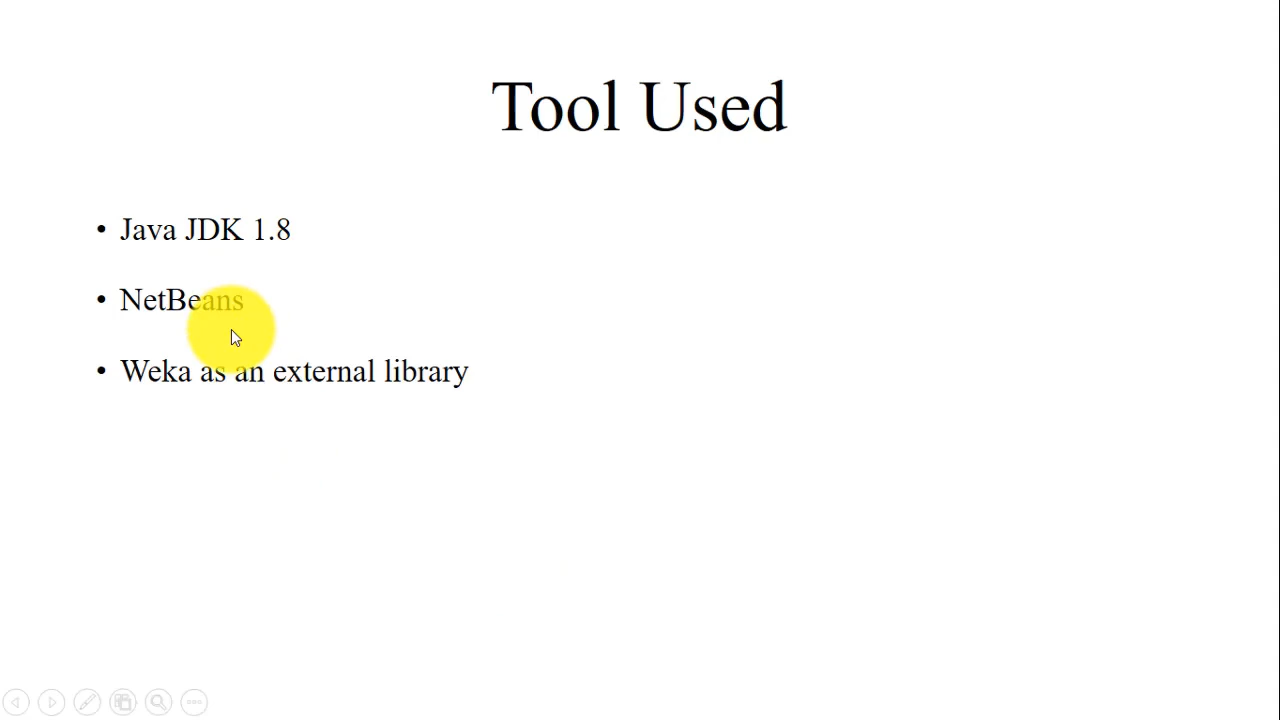 Tool Used
• Java JDK 1.8
• NetBeans
• Weka as an external library